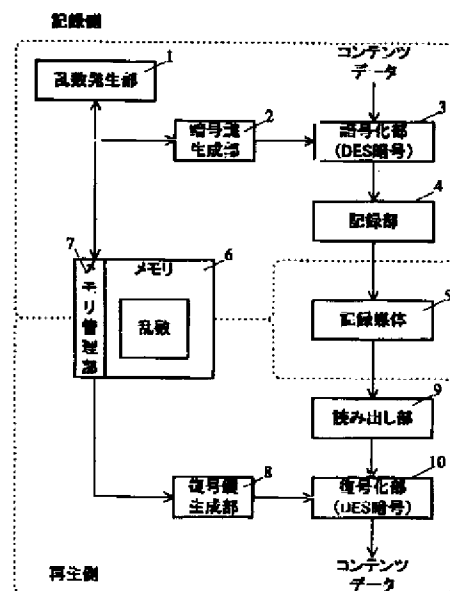 記録側
コンテンツ
データ
1
乱数発生部
2
暗号鍵
生成部
3
暗号化部
(DES暗号)
4
記録部
7
メモリ管理部
メモリ
6
乱数
5
記録媒体
9
読み出し部
8
復号鍵
生成部
10
復号化部
(DES暗号)
再生側
コンテンツ
データ